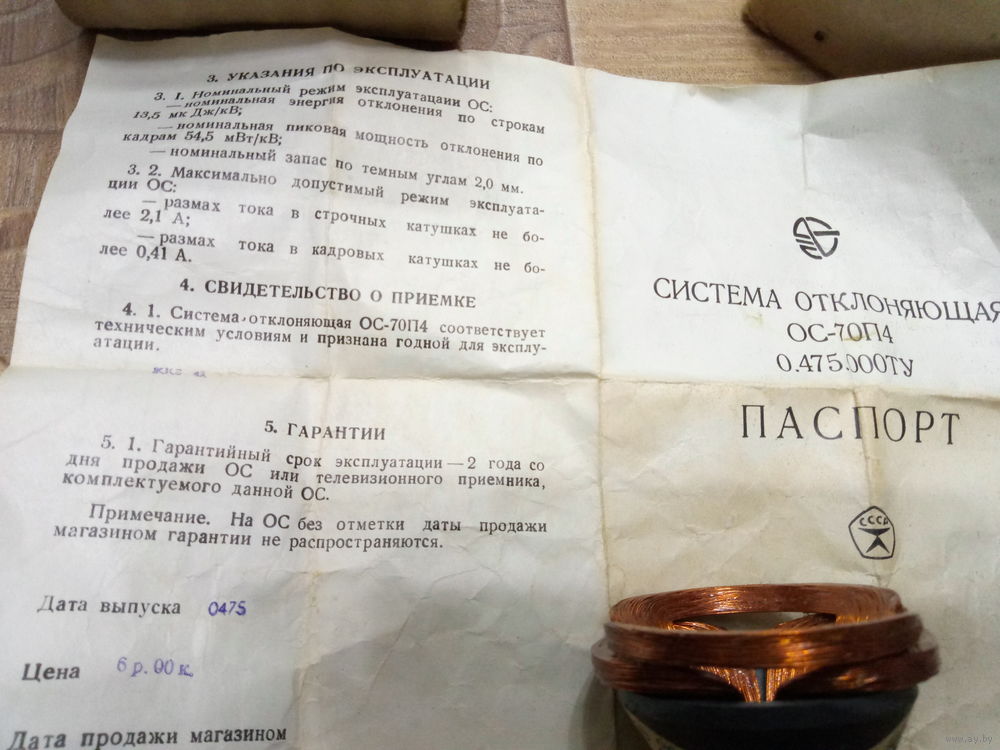 3. УКАЗАНИЯ ПО ЭКСПЛУАТАЦИИ
3. 1. Номинальный режим эксплуатации ОС:
— номинальная энергия отклонения по строкам
13,5 мкДж/кВ;
— номинальная пиковая мощность отклонения по
кадрам 54,5 мВт/кВ;
— номинальный запас по темным углам 2,0 мм.
3. 2. Максимально допустимый режим эксплуата-
ции ОС:
— размах тока в строчных катушках не бо-
лее 2,1 А;
— размах тока в кадровых катушках не бо-
лее 0,41 А.
4. СВИДЕТЕЛЬСТВО О ПРИЕМКЕ
4. 1. Система отклоняющая ОС-70П4 соответствует
техническим условиям и признана годной для эксплу-
атации.
5. ГАРАНТИИ
5. 1. Гарантийный срок эксплуатации — 2 года со
дня продажи ОС или телевизионного приемника,
комплектуемого данной ОС.
Примечание. На ОС без отметки даты продажи
магазином гарантии не распространяются.
Дата выпуска 0475
Цена 6 р. 00 к.
Дата продажи магазином
СИСТЕМА ОТКЛОНЯЮЩАЯ
ОС-70П4
0.475.000ТУ
ПАСПОРТ
СССР
www.ay.by